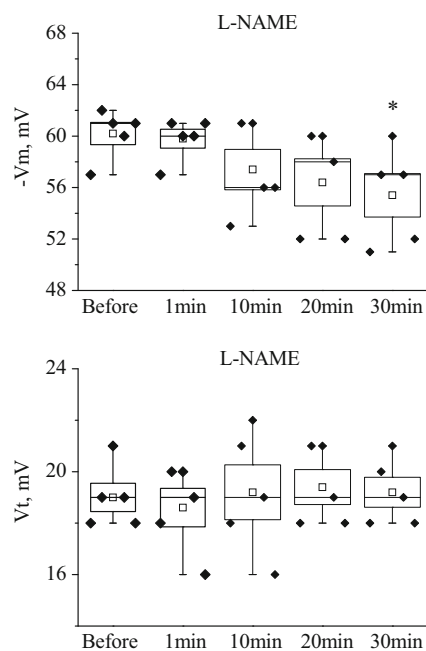 L-NAME
68
64
60
56
52
48
-Vm, mV
*
Before 1min 10min 20min 30min
L-NAME
24
20
16
Vt, mV
Before 1min 10min 20min 30min